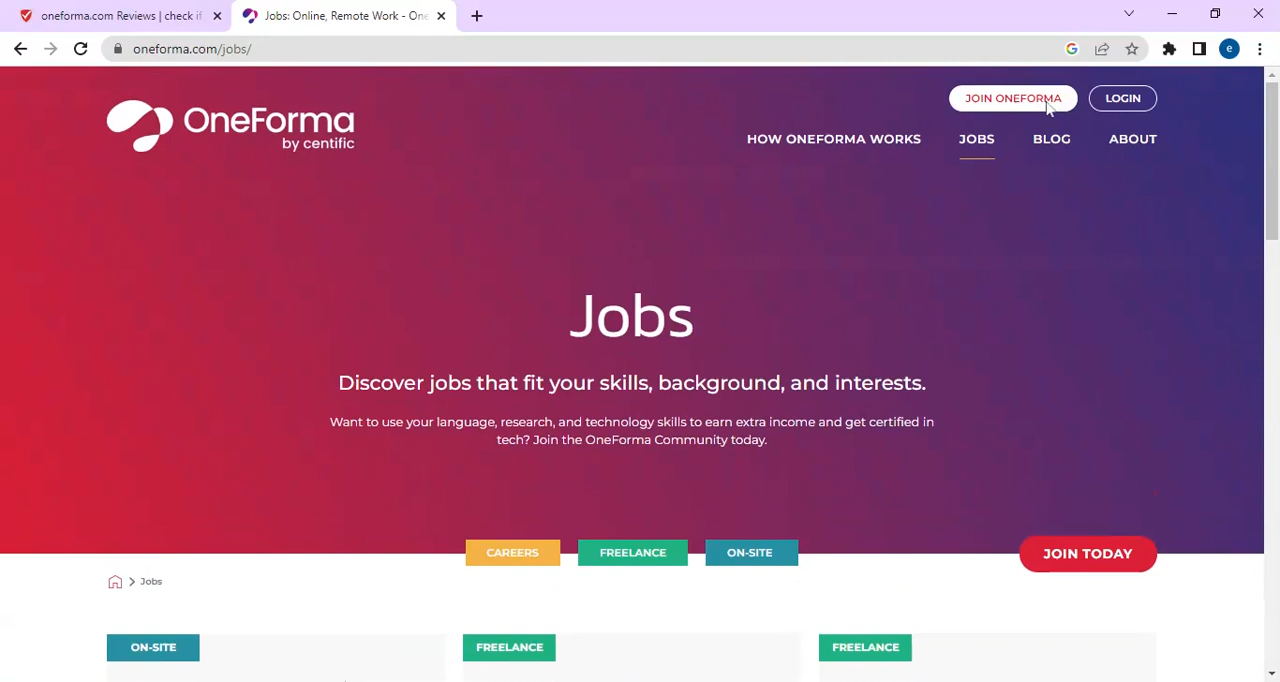 oneforma.com Reviews | check if
Jobs: Online, Remote Work - One
oneforma.com/jobs/
e
JOIN ONEFORMA
LOGIN
OneForma
by centific
HOW ONEFORMA WORKS
JOBS
BLOG
ABOUT
Jobs
Discover jobs that fit your skills, background, and interests.
Want to use your language, research, and technology skills to earn extra income and get certified in
tech? Join the OneForma Community today.
CAREERS
FREELANCE
ON-SITE
JOIN TODAY
Jobs
ON-SITE
FREELANCE
FREELANCE